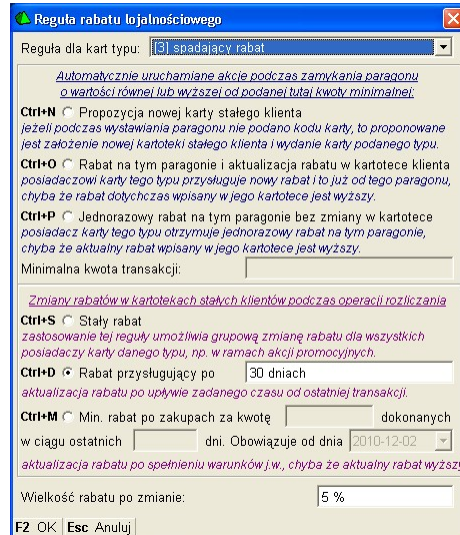 Reguła rabatu lojalnościowego
Reguła dla kart typu: [3] spadający rabat
Automatycznie uruchamiane akcje podczas zamykania paragonu
o wartości równej lub wyższej od podanej tutaj kwoty minimalnej:
Ctrl+N Propozycja nowej karty stałego klienta
jeżeli podczas wystawiania paragonu nie podano kodu karty, to proponowane
jest założenie nowej kartoteki stałego klienta i wydanie karty podanego typu.
Ctrl+O Rabat na tym paragonie i aktualizacja rabatu w kartotece klienta
posiadaczowi karty tego typu przysługuje nowy rabat i to już od tego paragonu,
chyba że rabat dotychczas wpisany w jego kartotece jest wyższy.
Ctrl+P Jednorazowy rabat na tym paragonie bez zmiany w kartotece
posiadacz karty tego typu otrzymuje jednorazowy rabat na tym paragonie,
chyba że aktualny rabat wpisany w jego kartotece jest wyższy.
Minimalna kwota transakcji:
Zmiany rabatów w kartotekach stałych klientów podczas operacji rozliczania
Ctrl+S Stały rabat
zastosowanie tej reguły umożliwia grupową zmianę rabatu dla wszystkich
posiadaczy karty danego typu, np. w ramach akcji promocyjnych.
Ctrl+D Rabat przysługujący po 30 dniach
aktualizacja rabatu po upływie zadanego czasu od ostatniej transakcji.
Ctrl+M Min. rabat po zakupach za kwotę dokonanych
w ciągu ostatnich dni. Obowiązuje od dnia 2010-12-02
aktualizacja rabatu po spełnieniu warunków j.w., chyba że aktualny rabat wyższy
Wielkość rabatu po zmianie: 5 %
F2 OK Esc Anuluj